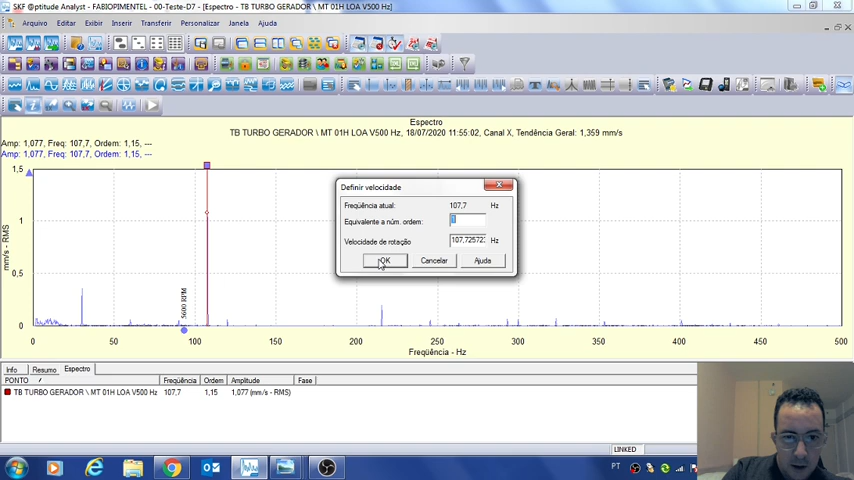 SKF @ptitude Analyst - FABIOPIMENTEL - 00-Teste-D7 - [Espectro - TB TURBO GERADOR \ MT 01H LOA V500 Hz]
Arquivo Editar Exibir Inserir Transferir Personalizar Janela Ajuda
Espectro
TB TURBO GERADOR \ MT 01H LOA V500 Hz, 18/07/2020 11:55:02, Canal X, Tendência Geral: 1,359 mm/s
Amp: 1,077, Freq: 107,7, Ordem: 1,15, ---
Amp: 1,077, Freq: 107,7, Ordem: 1,15, ---
1,5
1
0,5
0
mm/s - RMS
5600 RPM
Definir velocidade
Freqüência atual: 107,7 Hz
Equivalente a núm. ordem: 1
Velocidade de rotação 107,72572 Hz
OK Cancelar Ajuda
0 50 100 150 200 250 300 350 400 450 500
Freqüência - Hz
Info Resumo Espectro
PONTO Freqüência Ordem Amplitude Fase
TB TURBO GERADOR \ MT 01H LOA V500 Hz 107,7 1,15 1,077 (mm/s - RMS)
LINKED
PT